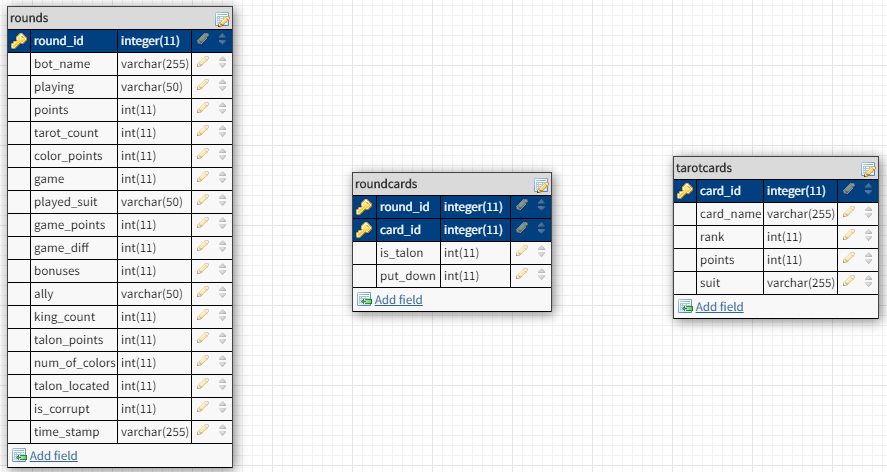 rounds
round_id integer(11)
bot_name varchar(255)
playing varchar(50)
points int(11)
tarot_count int(11)
color_points int(11)
game int(11)
played_suit varchar(50)
game_points int(11)
game_diff int(11)
bonuses int(11)
ally varchar(50)
king_count int(11)
talon_points int(11)
num_of_colors int(11)
talon_located int(11)
is_corrupt int(11)
time_stamp varchar(255)
Add field
roundcards
round_id integer(11)
card_id integer(11)
is_talon int(11)
put_down int(11)
Add field
tarotcards
card_id integer(11)
card_name varchar(255)
rank int(11)
points int(11)
suit varchar(255)
Add field